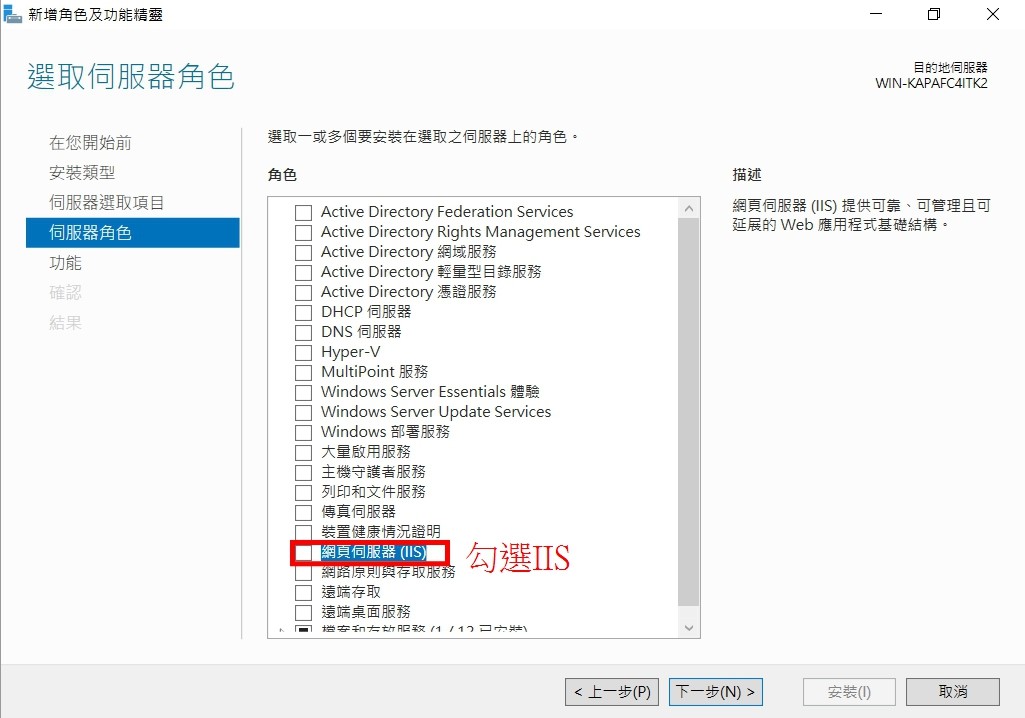 新增角色及功能精靈
選取伺服器角色
目的地伺服器
WIN-KAPAFC4ITK2
在您開始前
安裝類型
伺服器選取項目
伺服器角色
功能
確認
結果
選取一或多個要安裝在選取之伺服器上的角色。
角色
Active Directory Federation Services
Active Directory Rights Management Services
Active Directory 網域服務
Active Directory 輕量型目錄服務
Active Directory 憑證服務
DHCP 伺服器
DNS 伺服器
Hyper-V
MultiPoint 服務
Windows Server Essentials 體驗
Windows Server Update Services
Windows 部署服務
大量啟用服務
主機守護者服務
列印和文件服務
傳真伺服器
裝置健康情況證明
網頁伺服器 (IIS)
勾選IIS
網路原則與存取服務
遠端存取
遠端桌面服務
檔案和存放服務 (1 / 12 已安裝)
描述
網頁伺服器 (IIS) 提供可靠、可管理且可
延展的 Web 應用程式基礎結構。
< 上一步(P)
下一步(N) >
安裝(I)
取消